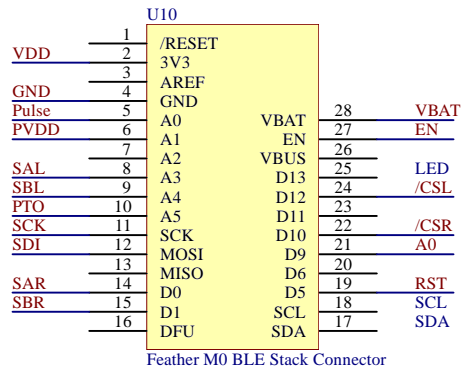 U10
1 /RESET
VDD 2 3V3
3 AREF
GND 4 GND
Pulse 5 A0 VBAT 28 VBAT
PVDD 6 A1 EN 27 EN
7 A2 VBUS 26
SAL 8 A3 D13 25 LED
SBL 9 A4 D12 24 /CSL
PTO 10 A5 D11 23
SCK 11 SCK D10 22 /CSR
SDI 12 MOSI D9 21 A0
13 MISO D6 20
SAR 14 D0 D5 19 RST
SBR 15 D1 SCL 18 SCL
16 DFU SDA 17 SDA
Feather M0 BLE Stack Connector